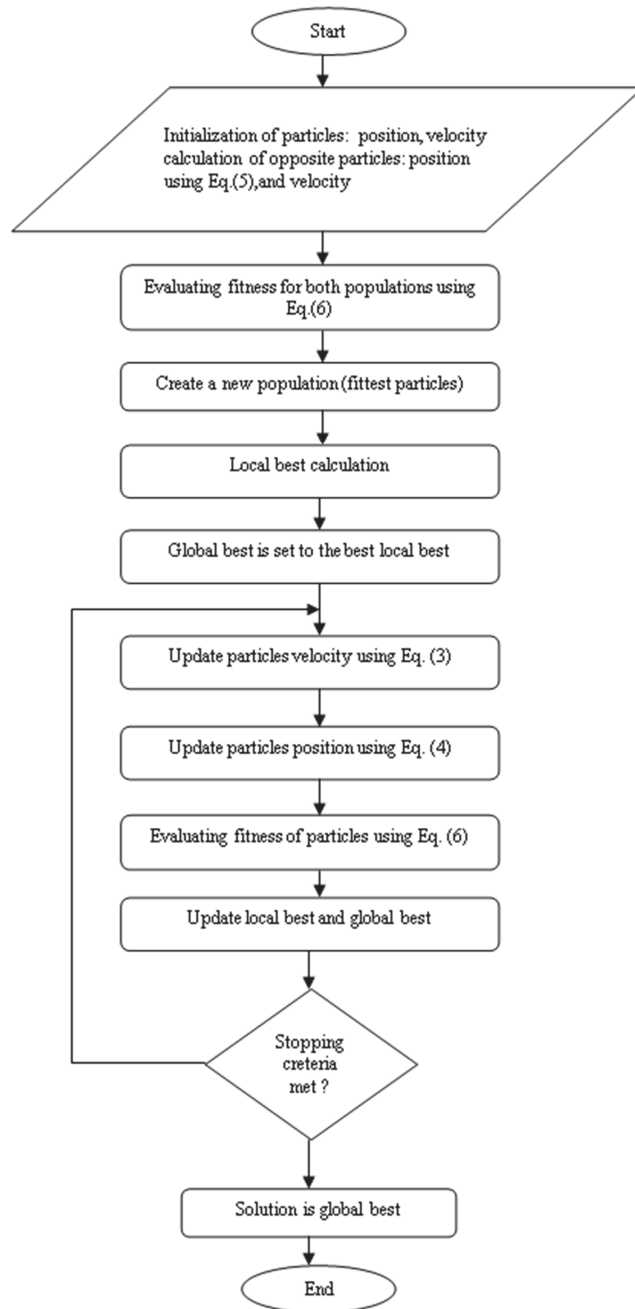 Start
Initialization of particles: position, velocity
calculation of opposite particles: position
using Eq.(5),and velocity
Evaluating fitness for both populations using
Eq.(6)
Create a new population (fittest particles)
Local best calculation
Global best is set to the best local best
Update particles velocity using Eq. (3)
Update particles position using Eq. (4)
Evaluating fitness of particles using Eq. (6)
Update local best and global best
Stopping
creteria
met ?
Solution is global best
End